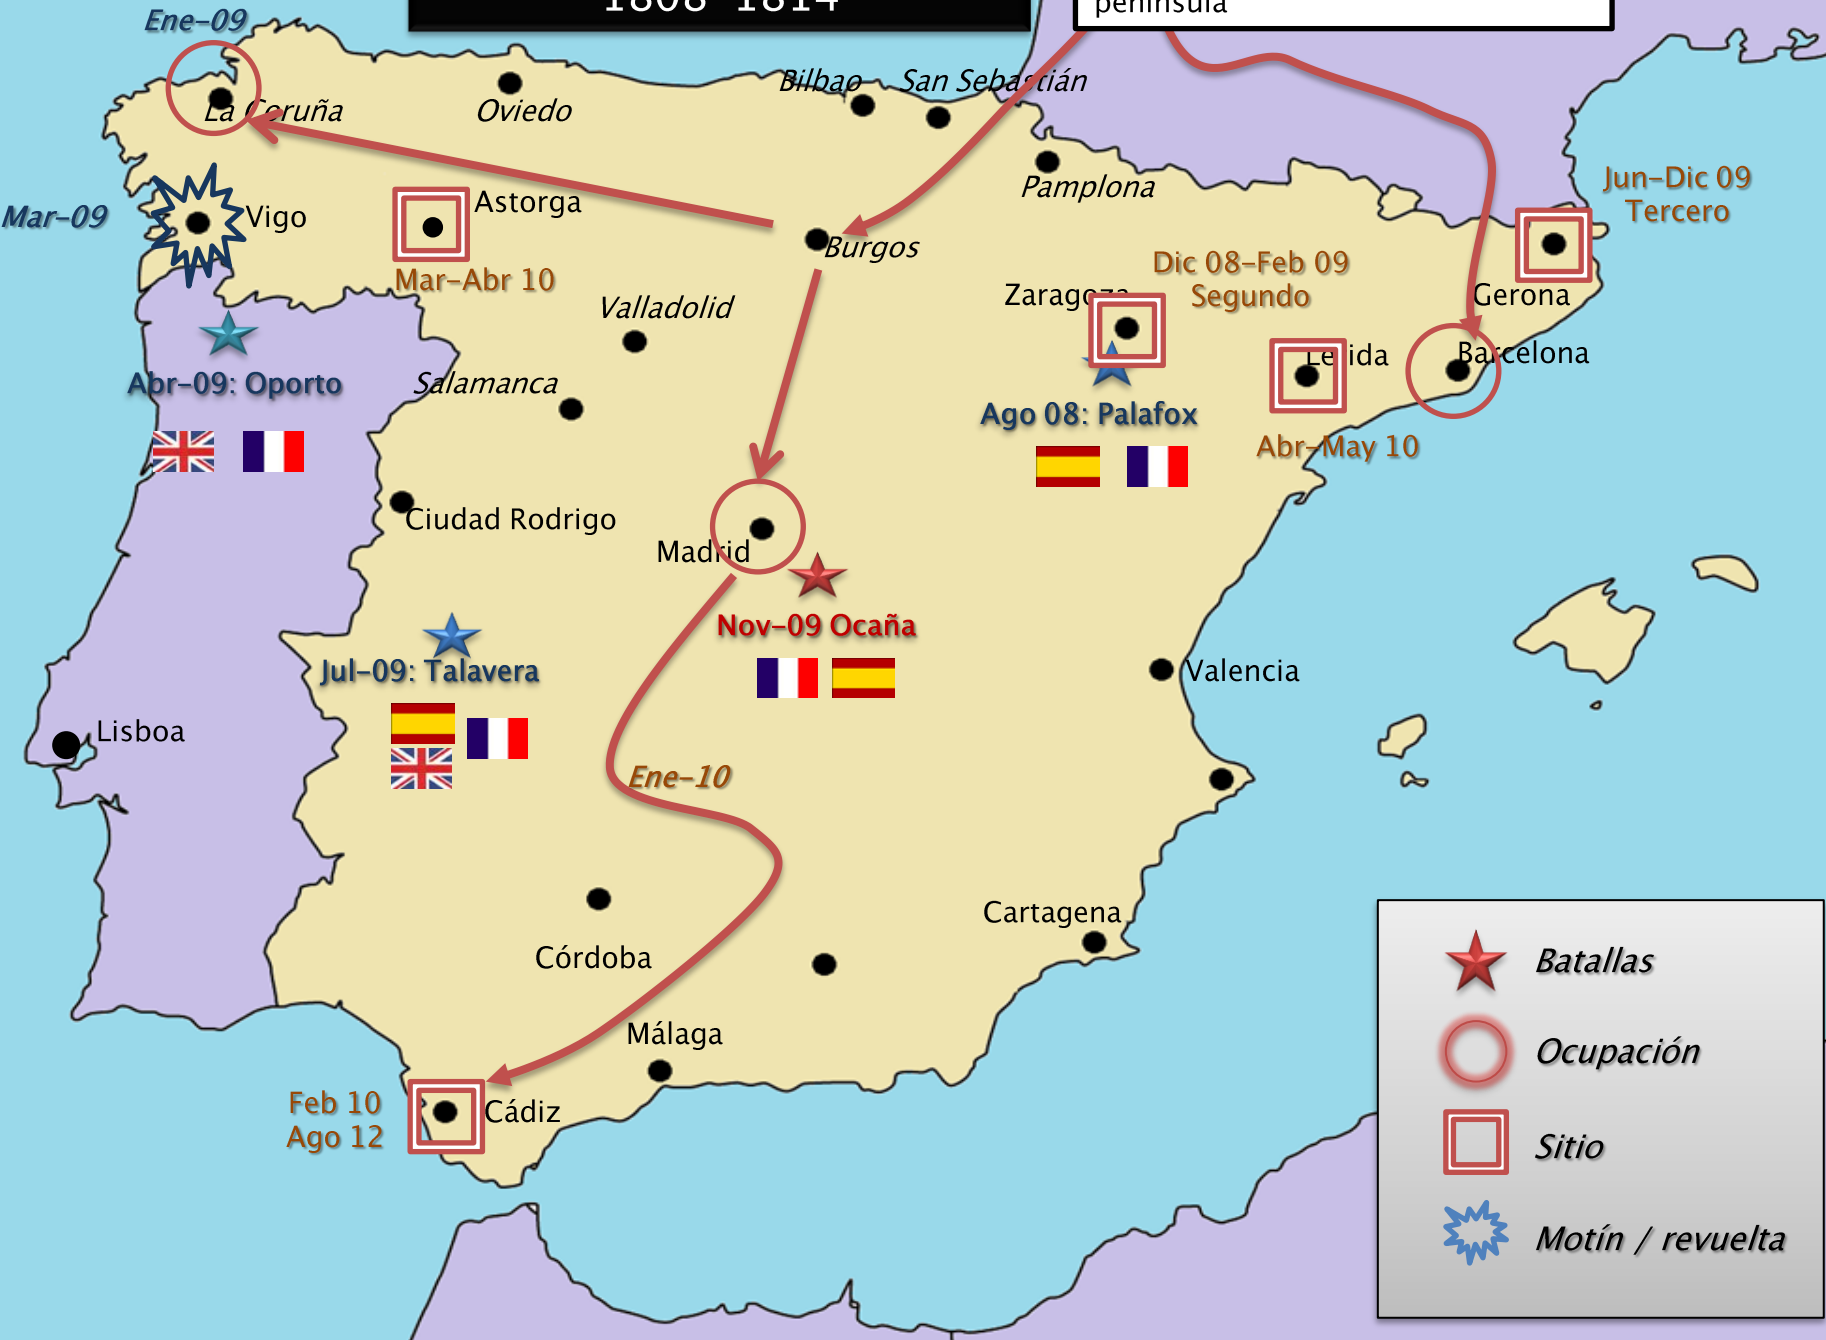 1808-1814
península
Ene-09
La Coruña
Oviedo
Bilbao
San Sebastián
Pamplona
Jun-Dic 09
Tercero
Mar-09
Vigo
Astorga
Mar-Abr 10
Burgos
Dic 08-Feb 09
Segundo
Zaragoza
Gerona
Valladolid
Barcelona
Lérida
Abr-09: Oporto
Salamanca
Ago 08: Palafox
Abr-May 10
Ciudad Rodrigo
Madrid
Nov-09 Ocaña
Jul-09: Talavera
Valencia
Lisboa
Ene-10
Cartagena
Córdoba
Málaga
Feb 10
Ago 12
Cádiz
Batallas
Ocupación
Sitio
Motín / revuelta